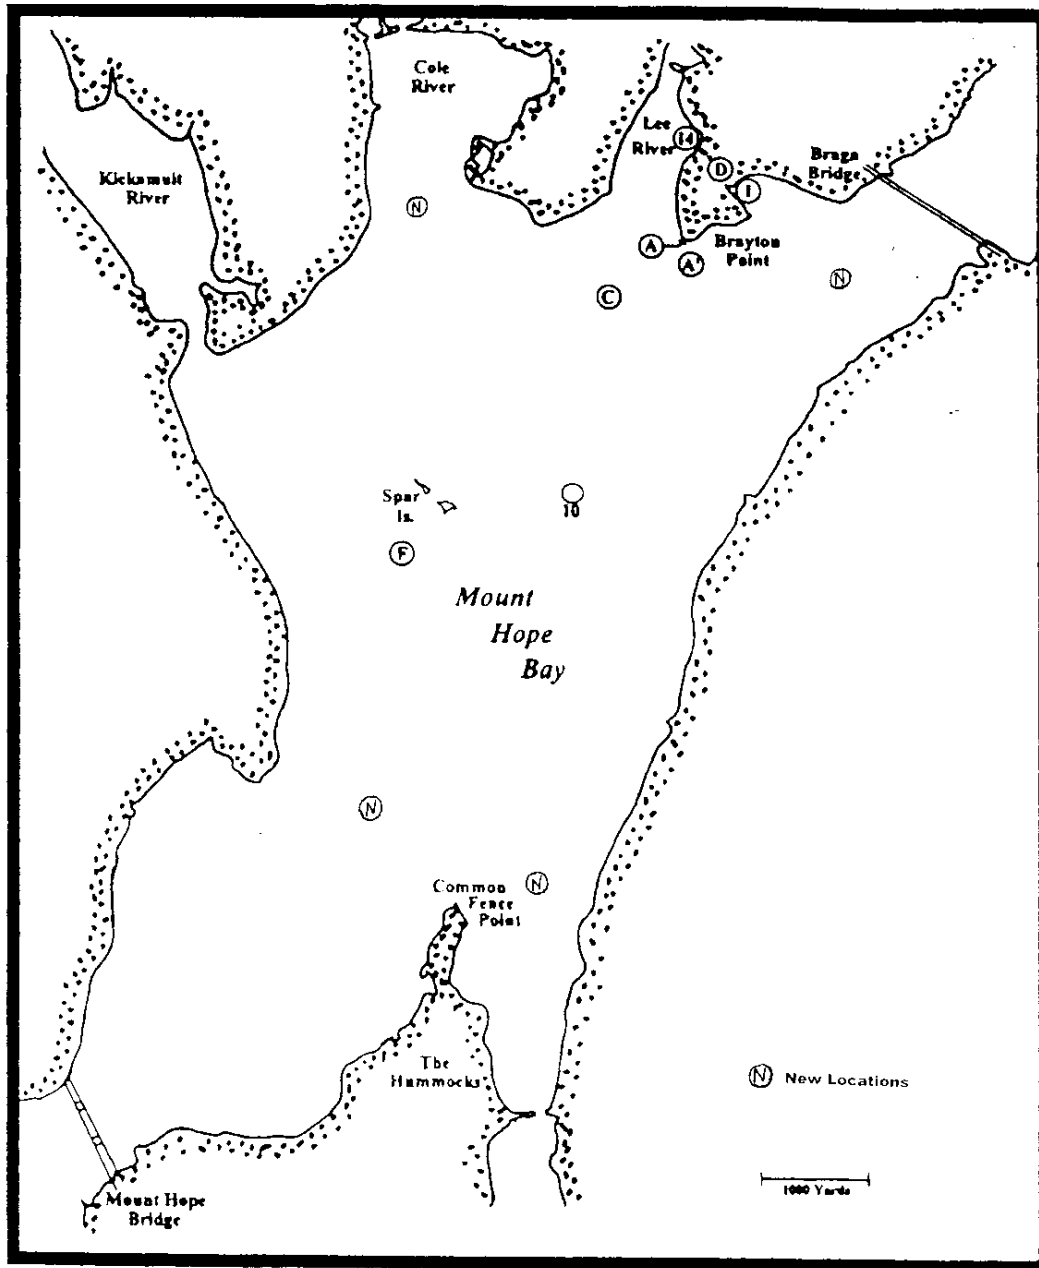 Cole
River
Lee
River
14
Braga
Bridge
D
Kickamuit
River
I
N
A
Brayton
Point
A'
N
C
Spar
Is.
10
F
Mount
Hope
Bay
N
N
Common
Fence
Point
The
Hummocks
N New Locations
1000 Yards
Mount Hope
Bridge